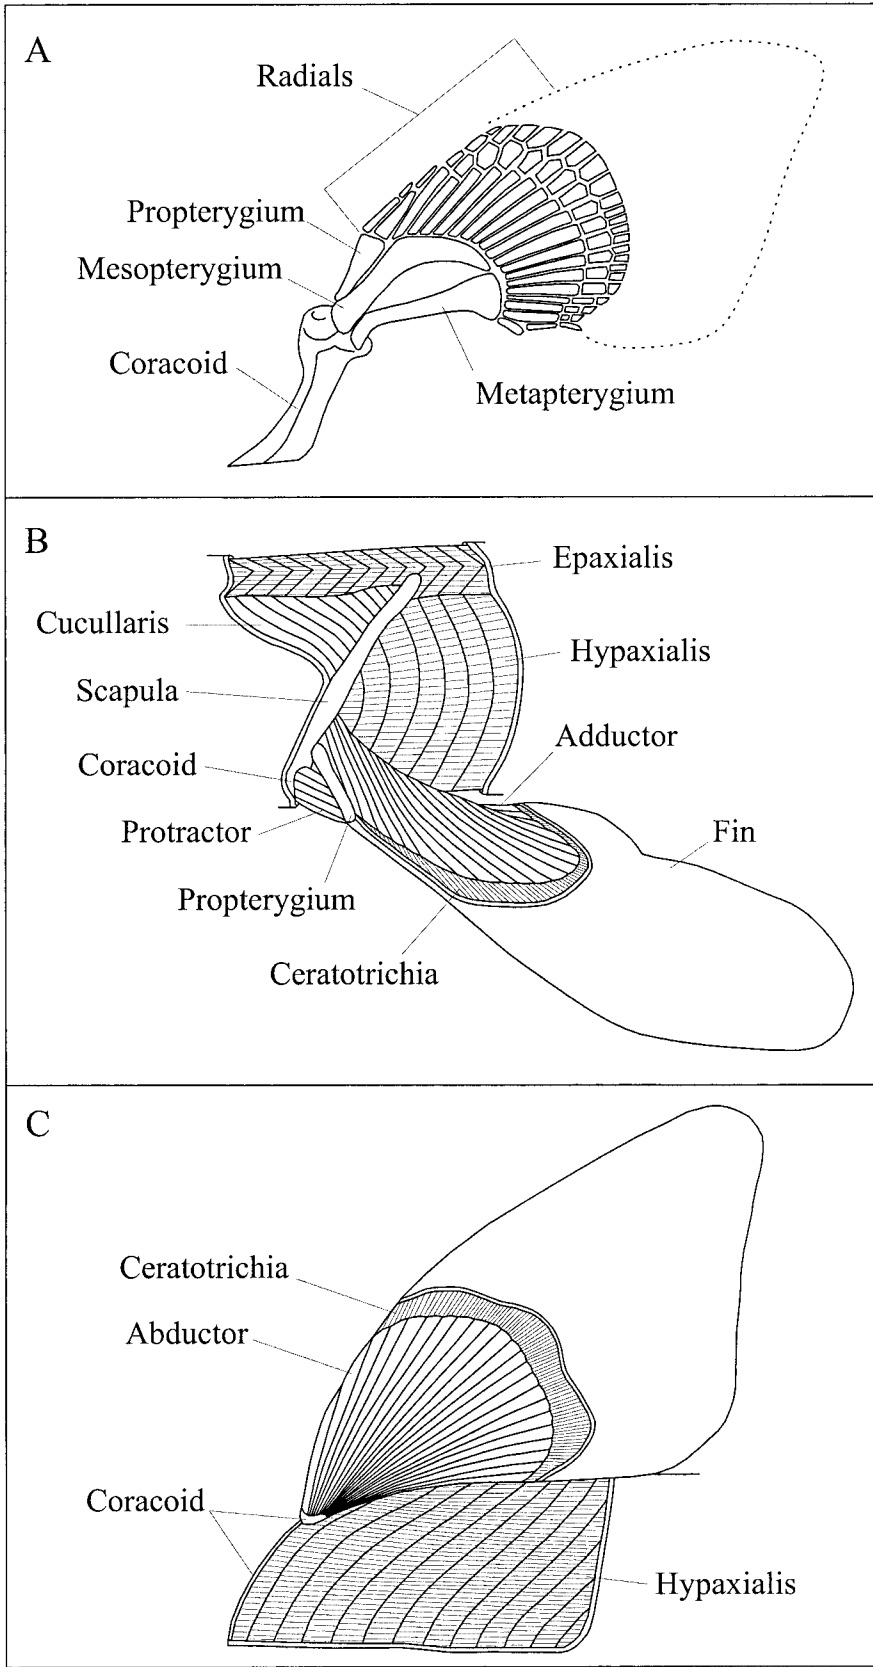 A
Radials
Propterygium
Mesopterygium
Coracoid
Metapterygium
B
Epaxialis
Cucullaris
Hypaxialis
Scapula
Adductor
Coracoid
Protractor
Fin
Propterygium
Ceratotrichia
C
Ceratotrichia
Abductor
Coracoid
Hypaxialis